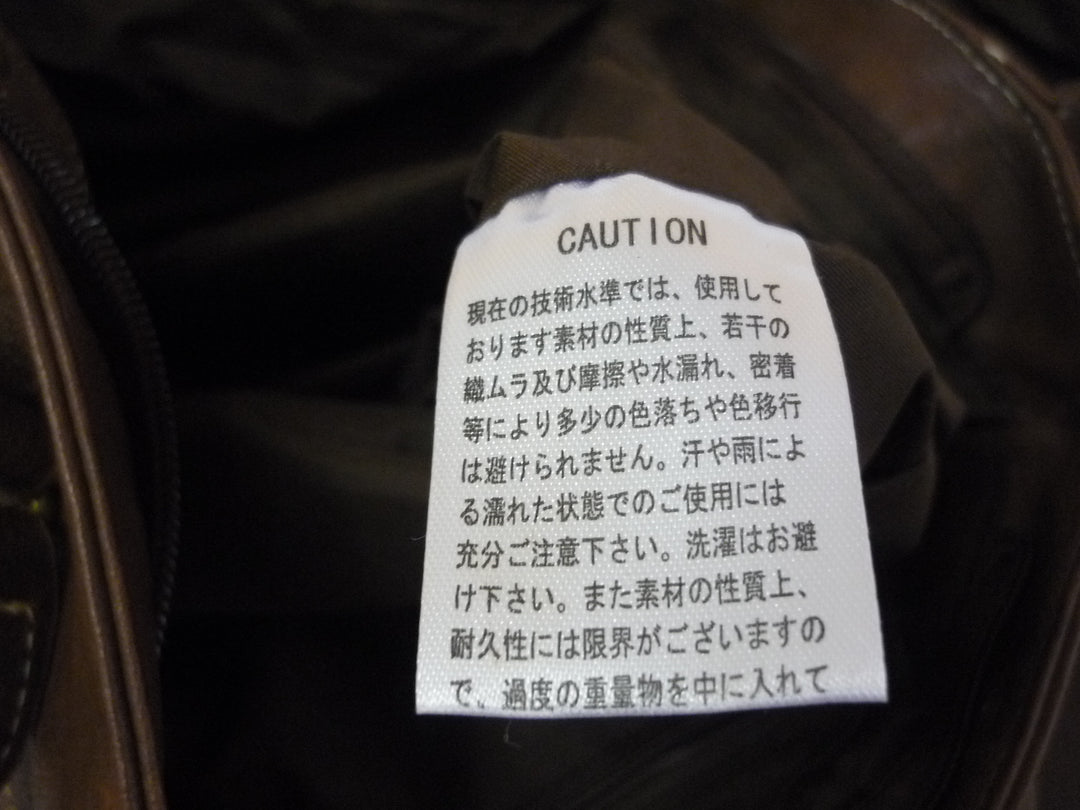 CAUTION
現在の技術水準では、使用して
おります素材の性質上、若干の
織ムラ及び摩擦や水漏れ、密着
等により多少の色落ちや色移行
は避けられません。汗や雨によ
る濡れた状態でのご使用には
充分ご注意下さい。洗濯はお避
け下さい。また素材の性質上、
耐久性には限界がございますの
で、過度の重量物を中に入れて